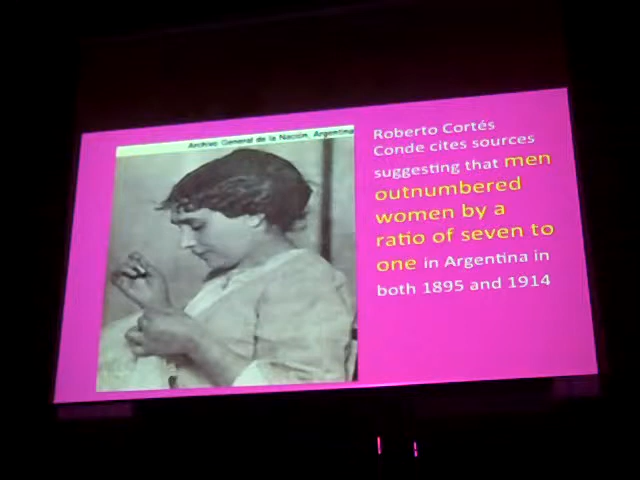 Archivo General de la Nación, Argentina
Roberto Cortés
Conde cites sources
suggesting that men
outnumbered
women by a
ratio of seven to
one in Argentina in
both 1895 and 1914